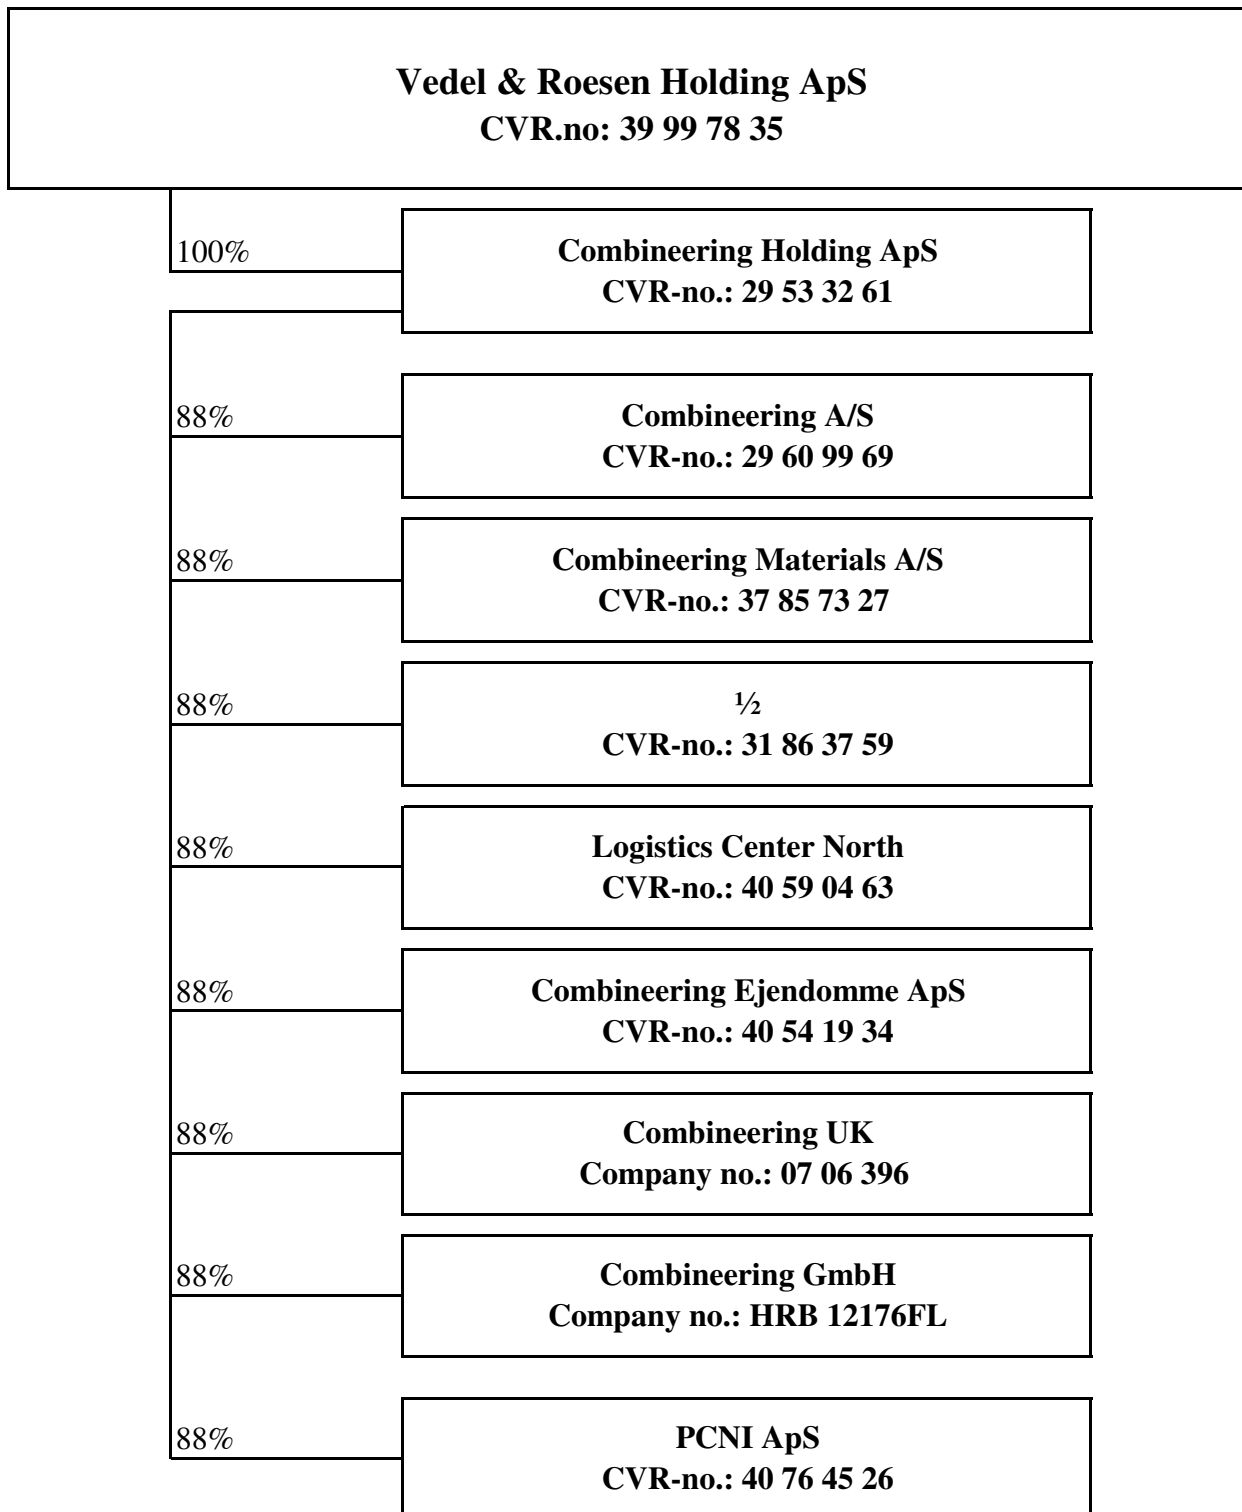 Vedel & Roesen Holding ApS
CVR.no: 39 99 78 35
100%
Combineering Holding ApS
CVR-no.: 29 53 32 61
88%
Combineering A/S
CVR-no.: 29 60 99 69
88%
Combineering Materials A/S
CVR-no.: 37 85 73 27
88%
½
CVR-no.: 31 86 37 59
88%
Logistics Center North
CVR-no.: 40 59 04 63
88%
Combineering Ejendomme ApS
CVR-no.: 40 54 19 34
88%
Combineering UK
Company no.: 07 06 396
88%
Combineering GmbH
Company no.: HRB 12176FL
88%
PCNI ApS
CVR-no.: 40 76 45 26